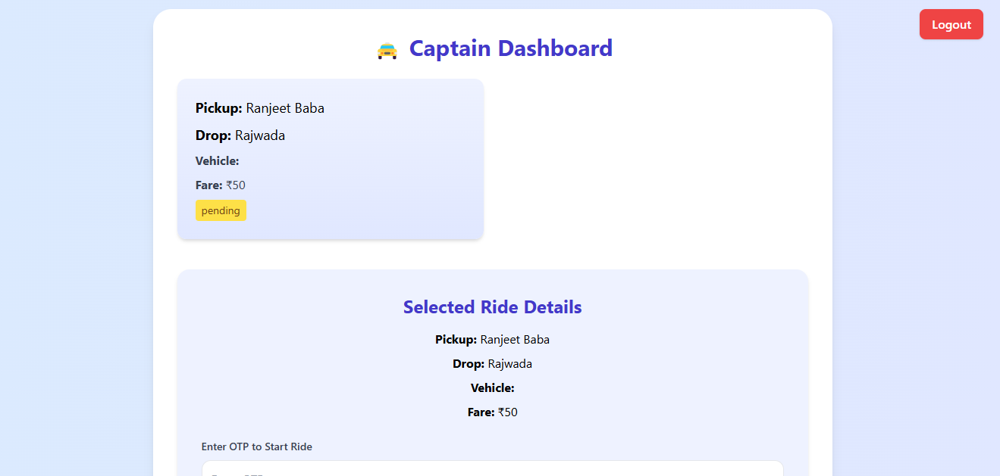 Logout
Captain Dashboard
Pickup: Ranjeet Baba
Drop: Rajwada
Vehicle:
Fare: ₹50
pending
Selected Ride Details
Pickup: Ranjeet Baba
Drop: Rajwada
Vehicle:
Fare: ₹50
Enter OTP to Start Ride